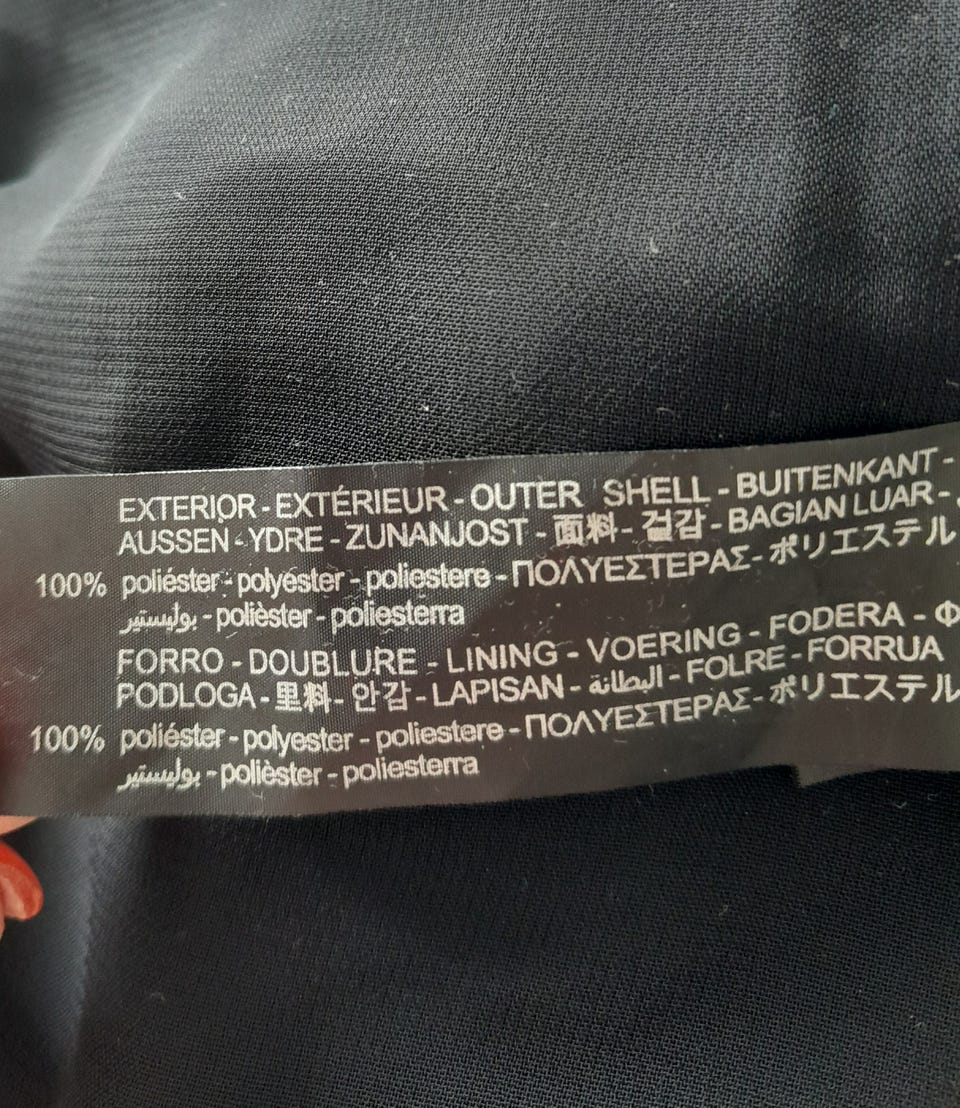 EXTERIOR - EXTÉRIEUR - OUTER SHELL - BUITENKANT -
AUSSEN - YDRE - ZUNANJOST - 面料 - 겉감 - BAGIAN LUAR -
100% poliéster - polyester - poliestere - ΠΟΛΥΕΣΤΕΡΑΣ - ポリエステル
بوليستير - polièster - poliesterra
FORRO - DOUBLURE - LINING - VOERING - FODERA - Φ
PODLOGA - 里料 - 안감 - LAPISAN - البطانة - FOLRE - FORRUA
100% poliéster - polyester - poliestere - ΠΟΛΥΕΣΤΕΡΑΣ - ポリエステル
بوليستير - polièster - poliesterra